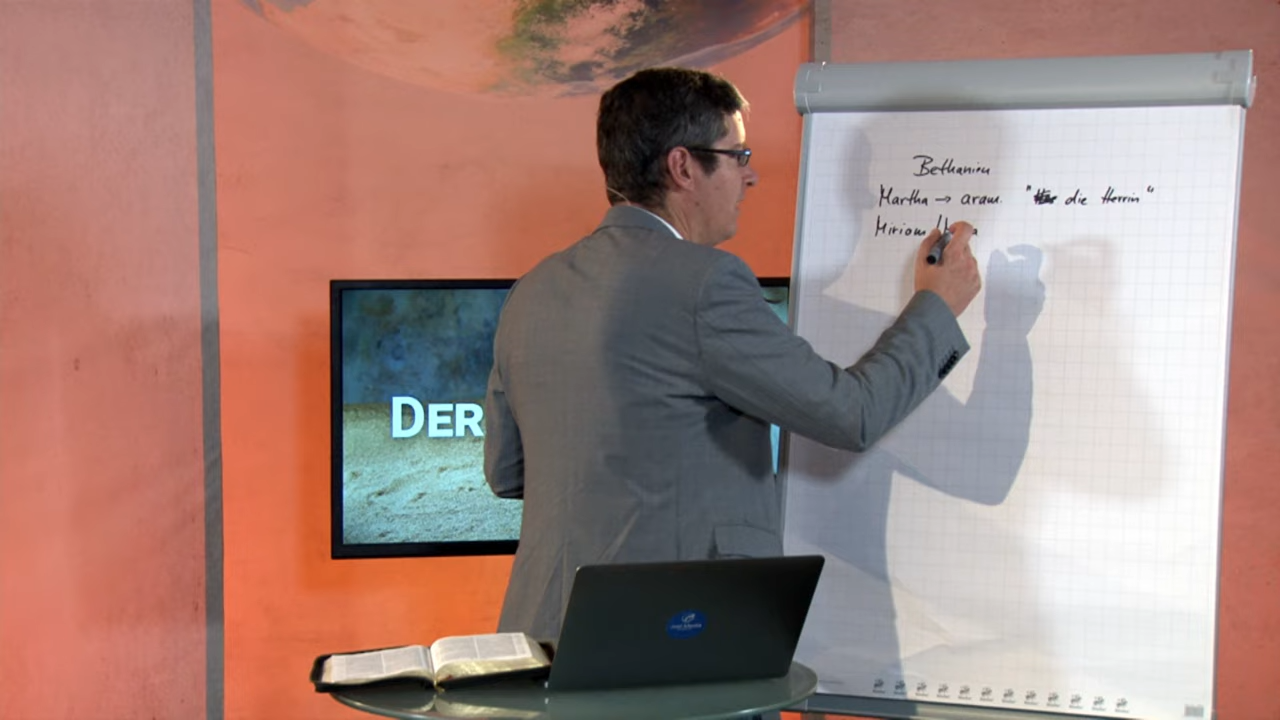 Bethanien
Martha → aram. " die Herrin"
Miriam /
DER